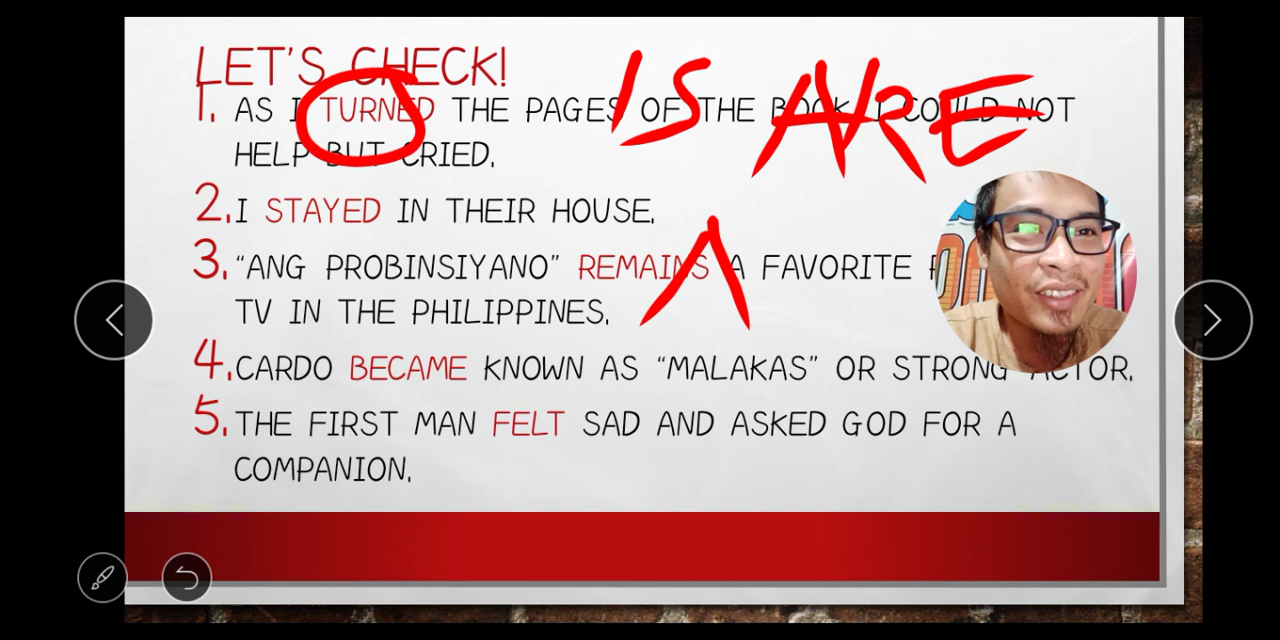 LET'S CHECK!
IS ARE
1. AS I TURNED THE PAGES OF THE BOOK, I COULD NOT
HELP BUT CRIED.
2. I STAYED IN THEIR HOUSE.
3. “ANG PROBINSIYANO” REMAINS A FAVORITE
TV IN THE PHILIPPINES.
4. CARDO BECAME KNOWN AS “MALAKAS” OR STRONG ACTOR.
5. THE FIRST MAN FELT SAD AND ASKED GOD FOR A
COMPANION.